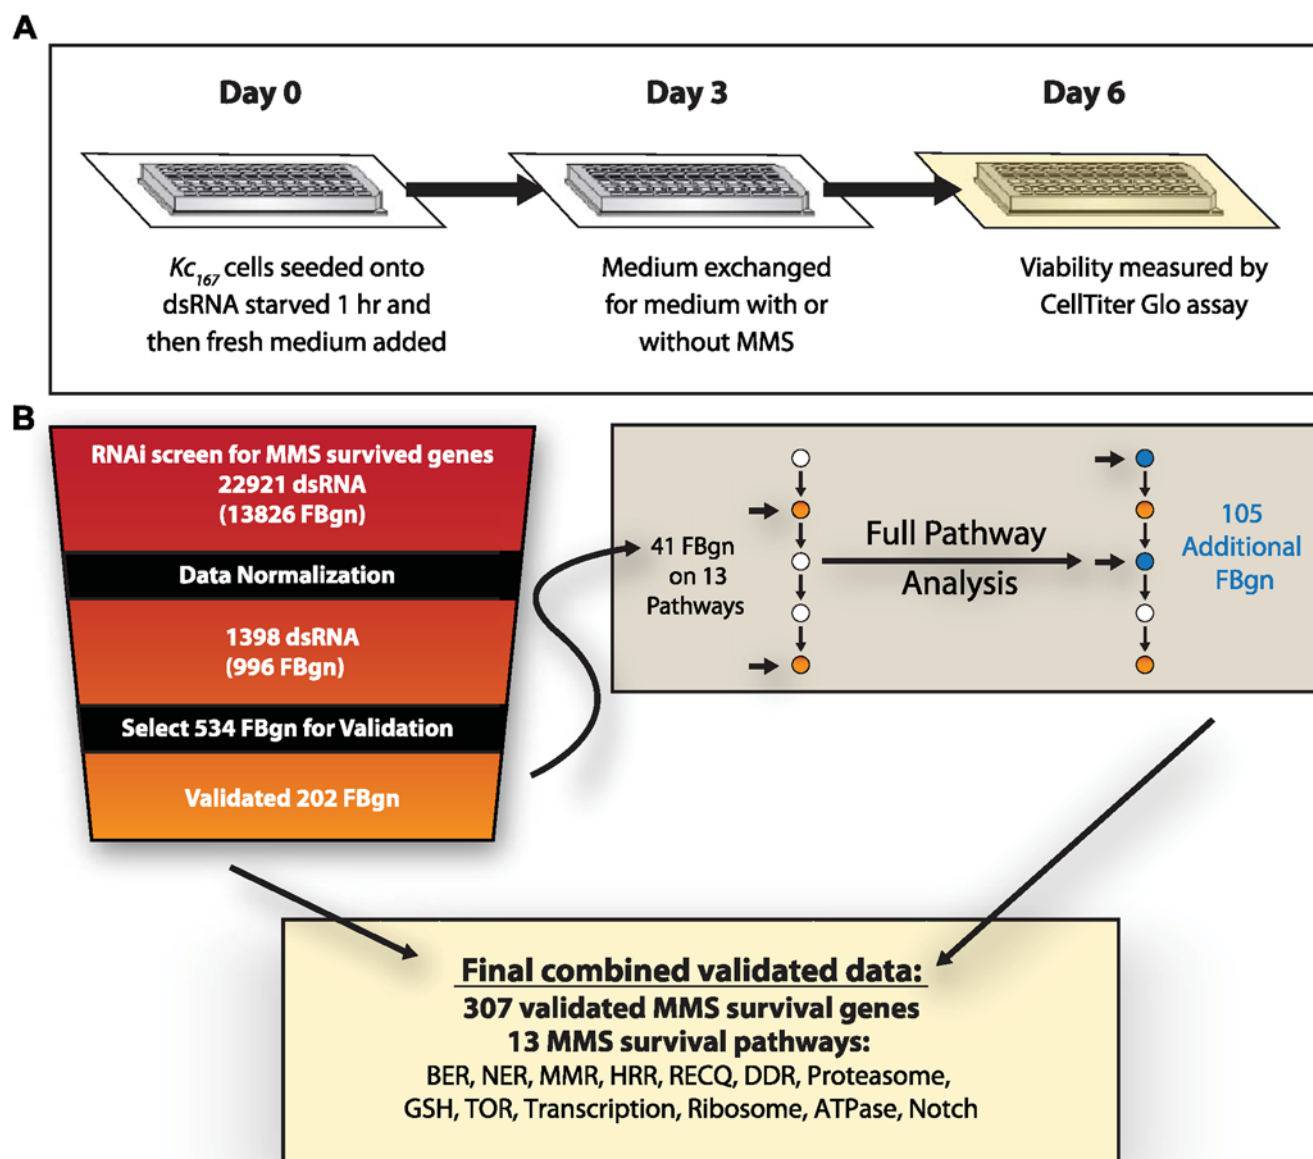 A
Day 0
Day 3
Day 6
Kc167 cells seeded onto
dsRNA starved 1 hr and
then fresh medium added
Medium exchanged
for medium with or
without MMS
Viability measured by
CellTiter Glo assay
B
RNAi screen for MMS survived genes
22921 dsRNA
(13826 FBgn)
Data Normalization
1398 dsRNA
(996 FBgn)
Select 534 FBgn for Validation
Validated 202 FBgn
41 FBgn
on 13
Pathways
Full Pathway
Analysis
105
Additional
FBgn
Final combined validated data:
307 validated MMS survival genes
13 MMS survival pathways:
BER, NER, MMR, HRR, RECQ, DDR, Proteasome,
GSH, TOR, Transcription, Ribosome, ATPase, Notch